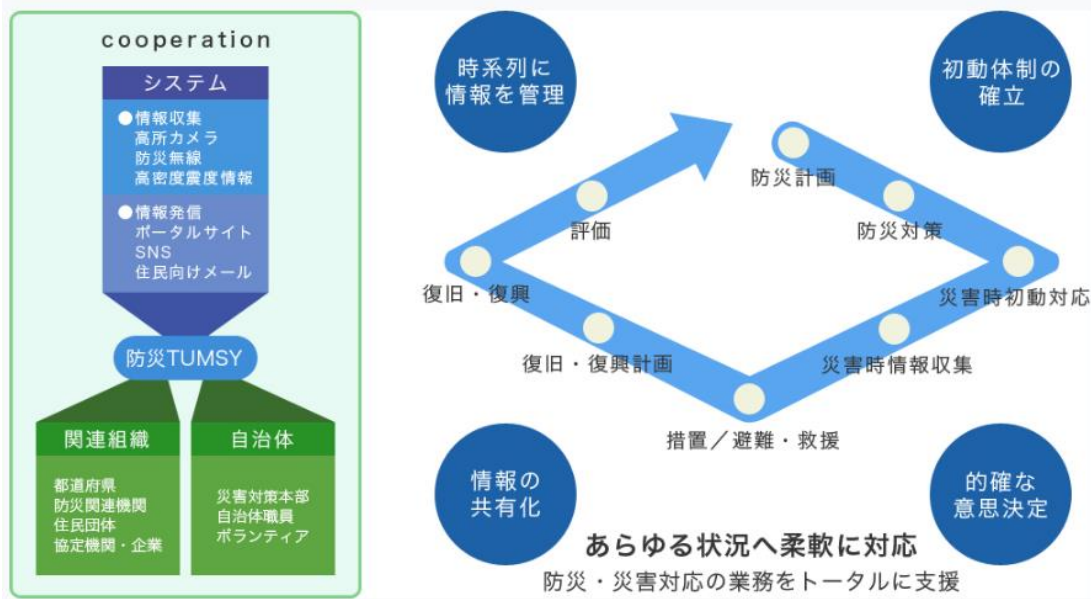 cooperation
システム
●情報収集
高所カメラ
防災無線
高密度震度情報
●情報発信
ポータルサイト
SNS
住民向けメール
防災TUMSY
関連組織
都道府県
防災関連機関
住民団体
協定機関・企業
自治体
災害対策本部
自治体職員
ボランティア
時系列に
情報を管理
初動体制の
確立
防災計画
防災対策
災害時初動対応
災害時情報収集
措置／避難・救援
復旧・復興計画
復旧・復興
評価
情報の
共有化
的確な
意思決定
あらゆる状況へ柔軟に対応
防災・災害対応の業務をトータルに支援